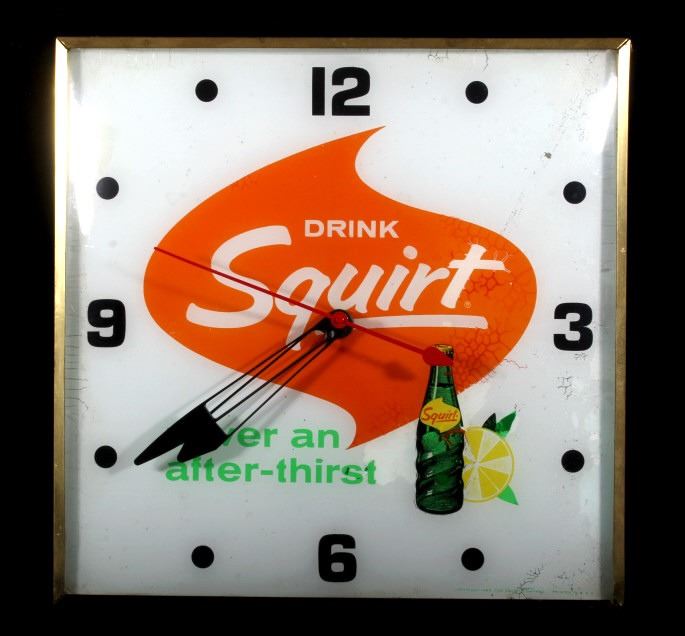 12
DRINK
Squirt
9
3
Squirt
ver an
after-thirst
6